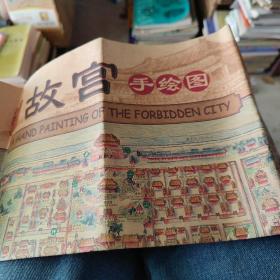 故宫手绘图
HAND PAINTING OF THE FORBIDDEN CITY